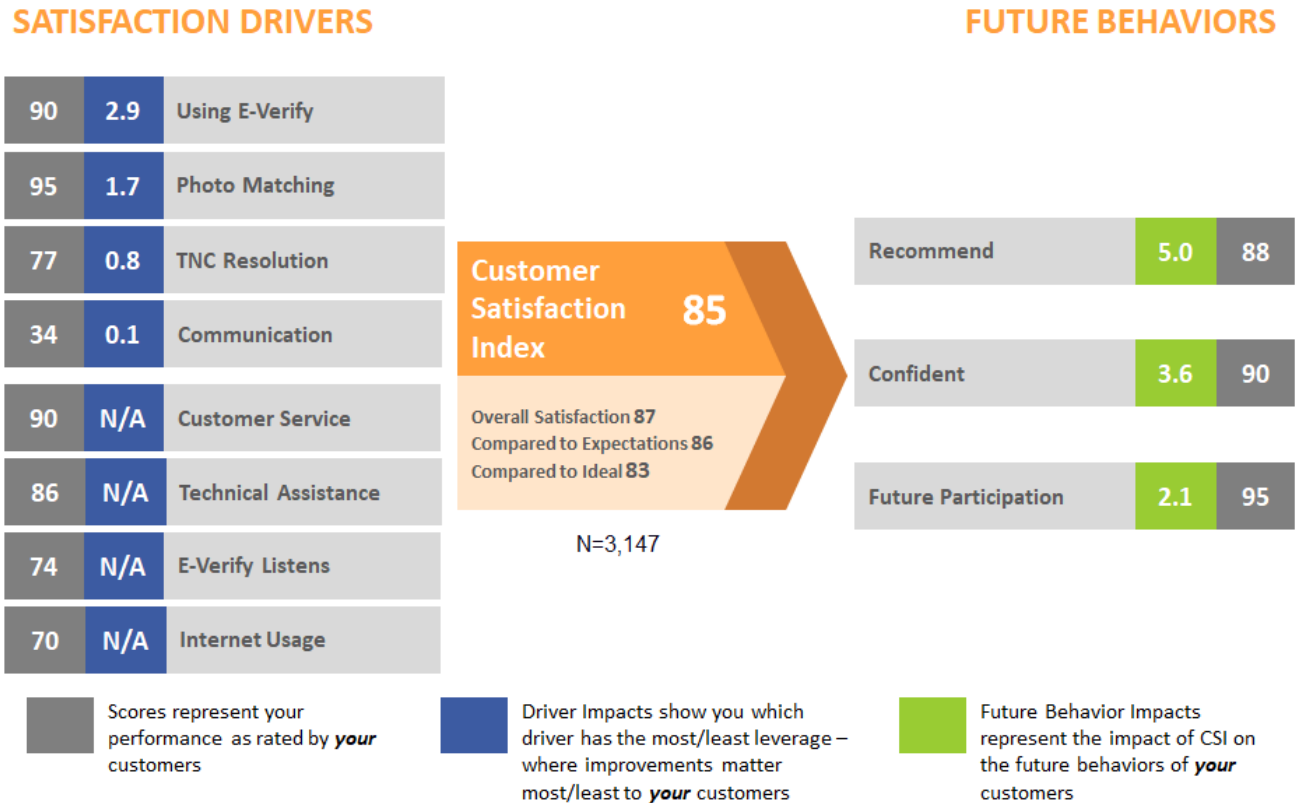 SATISFACTION DRIVERS
FUTURE BEHAVIORS
90 2.9 Using E-Verify
95 1.7 Photo Matching
77 0.8 TNC Resolution
34 0.1 Communication
90 N/A Customer Service
86 N/A Technical Assistance
74 N/A E-Verify Listens
70 N/A Internet Usage
Customer
Satisfaction 85
Index
Overall Satisfaction 87
Compared to Expectations 86
Compared to Ideal 83
N=3,147
Recommend 5.0 88
Confident 3.6 90
Future Participation 2.1 95
Scores represent your
performance as rated by your
customers
Driver Impacts show you which
driver has the most/least leverage –
where improvements matter
most/least to your customers
Future Behavior Impacts
represent the impact of CSI on
the future behaviors of your
customers